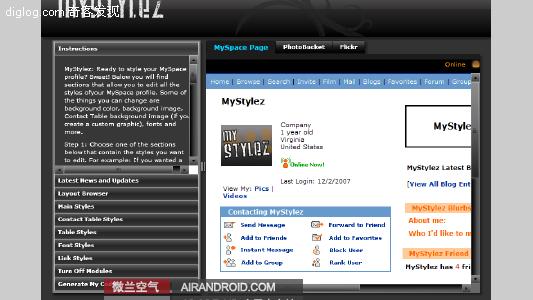 MYSTYLEZ
diglog.com 奇客发现
MySpace Page
PhotoBucket
Flickr
Instructions
MyStylez: Ready to style your MySpace
profile? Sweet! Below you will find
sections that allow you to edit all the
styles ofyour MySpace profile. Some of
the things you can change are
background color, background image,
Contact Table background image (if you
create a custom graphic), fonts and
more.
Step 1: Choose one of the sections
below that contain the styles you want
to edit. For example: If you wanted a
Latest News and Updates
Layout Browser
Main Styles
Contact Table Styles
Table Styles
Font Styles
Link Styles
Turn Off Modules
Generate My Co
Online
Home | Browse | Search | Invite | Film | Mail | Blogs | Favorites | Forum | Group
MyStylez
MY STYLEZ
Company
1 year old
Virginia
United States
Online Now!
Last Login: 12/2/2007
View My: Pics |
Videos
Contacting MyStylez
Send Message
Forward to Friend
Add to Friends
Add to Favorites
Instant Message
Block User
Add to Group
Rank User
MyStyle
MyStylez Latest B
[View All Blog Ent
MyStylez Blurbs
About me:
Who I'd like to m
MyStylez Friend
MyStylez has 4 fri
微兰空气 AIRANDROID.COM